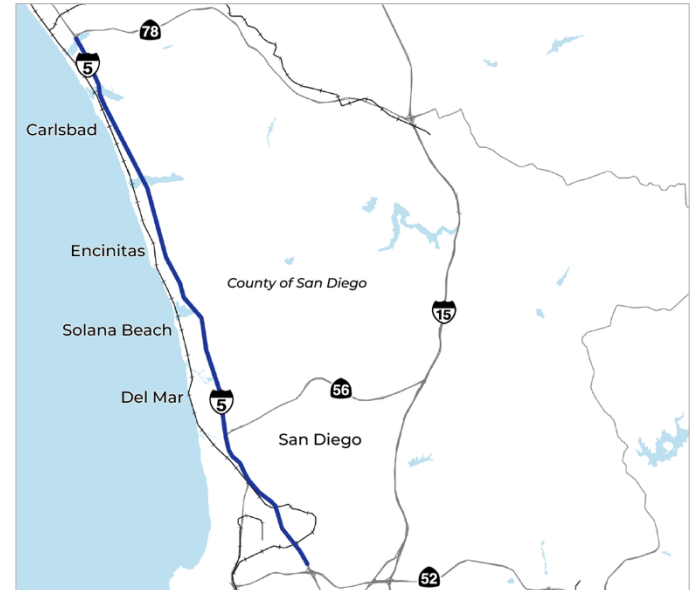 78
5
Carlsbad
Encinitas
County of San Diego
15
Solana Beach
56
Del Mar
5
San Diego
52